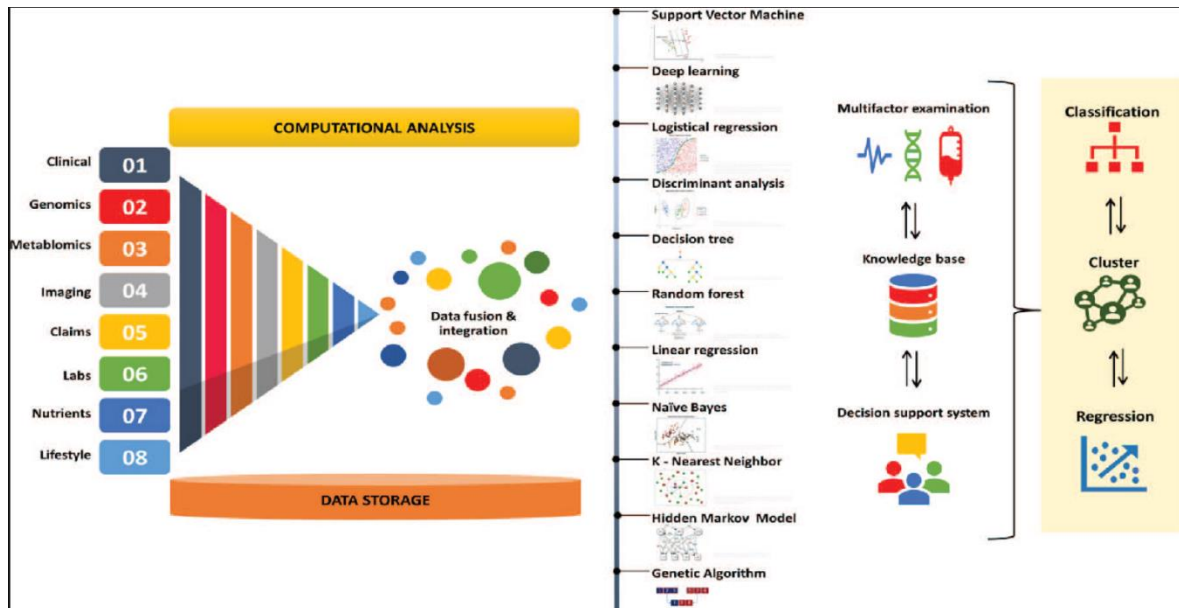 COMPUTATIONAL ANALYSIS
Clinical
01
Genomics
02
Metablomics
03
Imaging
04
Claims
05
Labs
06
Nutrients
07
Lifestyle
08
Data fusion &
integration
DATA STORAGE
Support Vector Machine
Deep learning
Logistical regression
Discriminant analysis
Decision tree
Random forest
Linear regression
Naïve Bayes
K - Nearest Neighbor
Hidden Markov Model
Genetic Algorithm
Multifactor examination
Knowledge base
Decision support system
Classification
Cluster
Regression